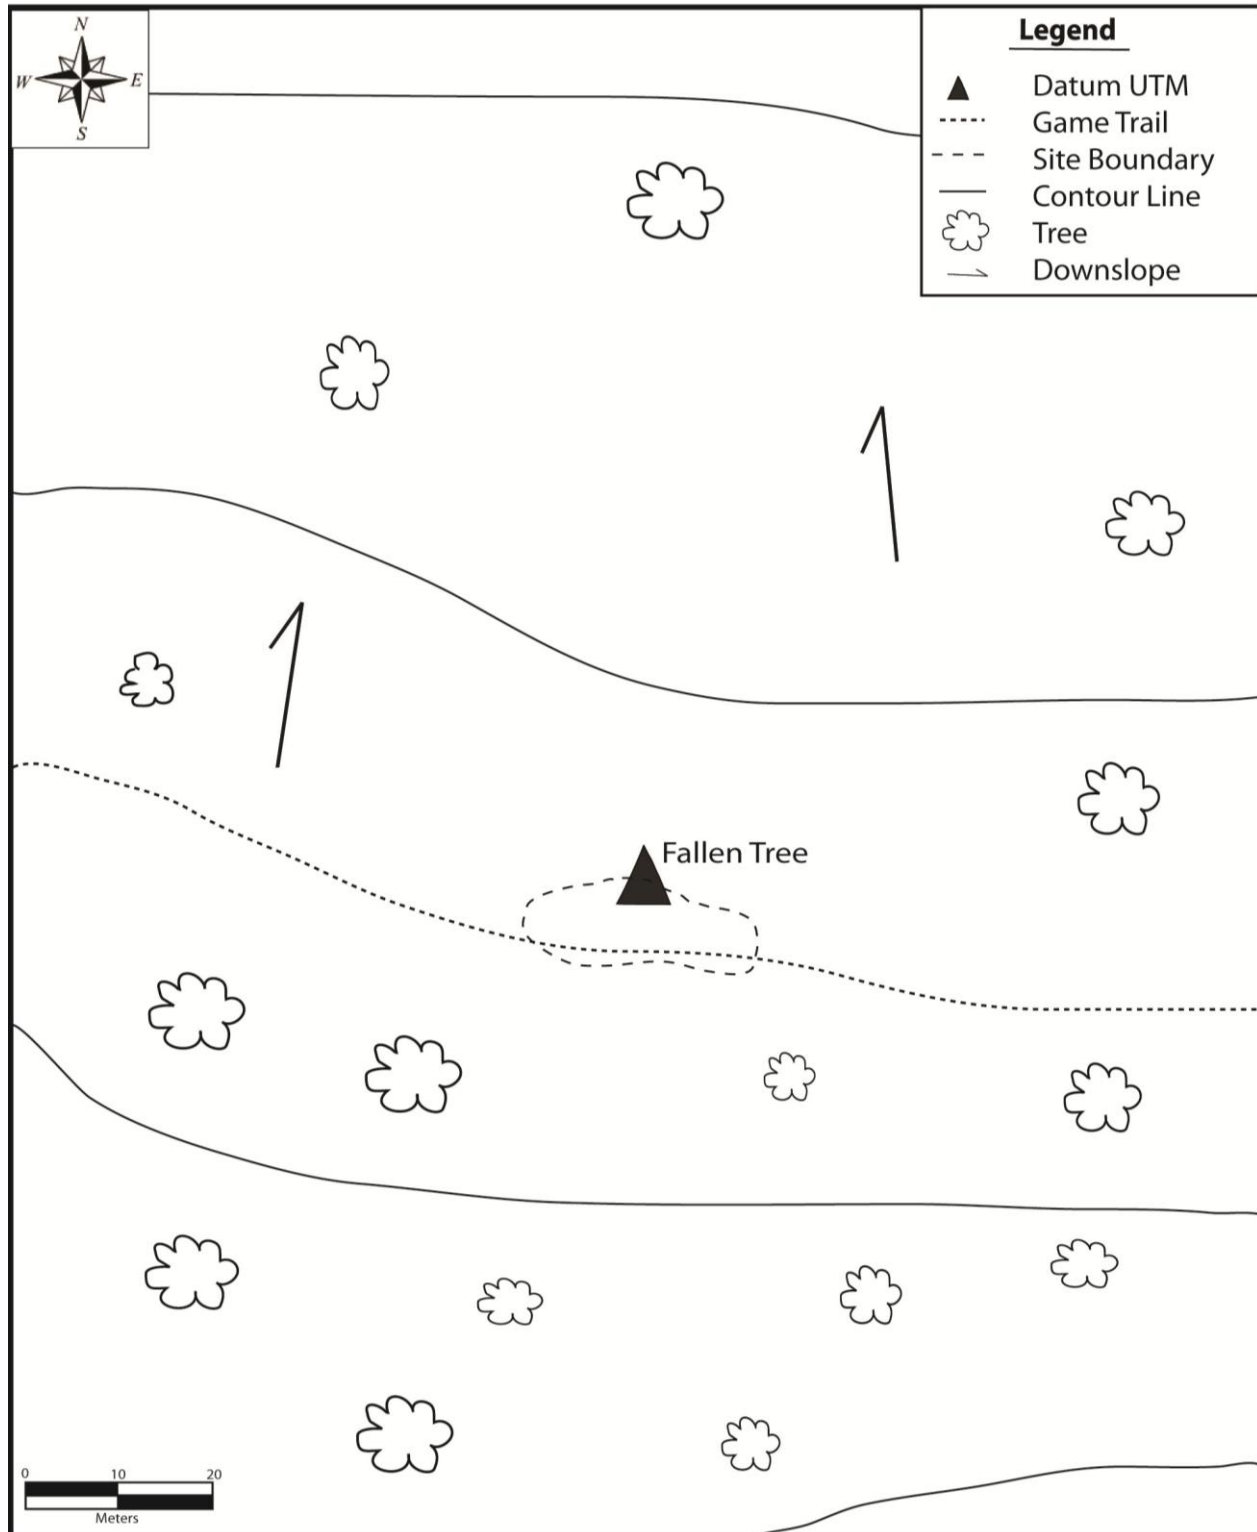 N
W E
S
Legend
Datum UTM
Game Trail
Site Boundary
Contour Line
Tree
Downslope
Fallen Tree
0 10 20
Meters